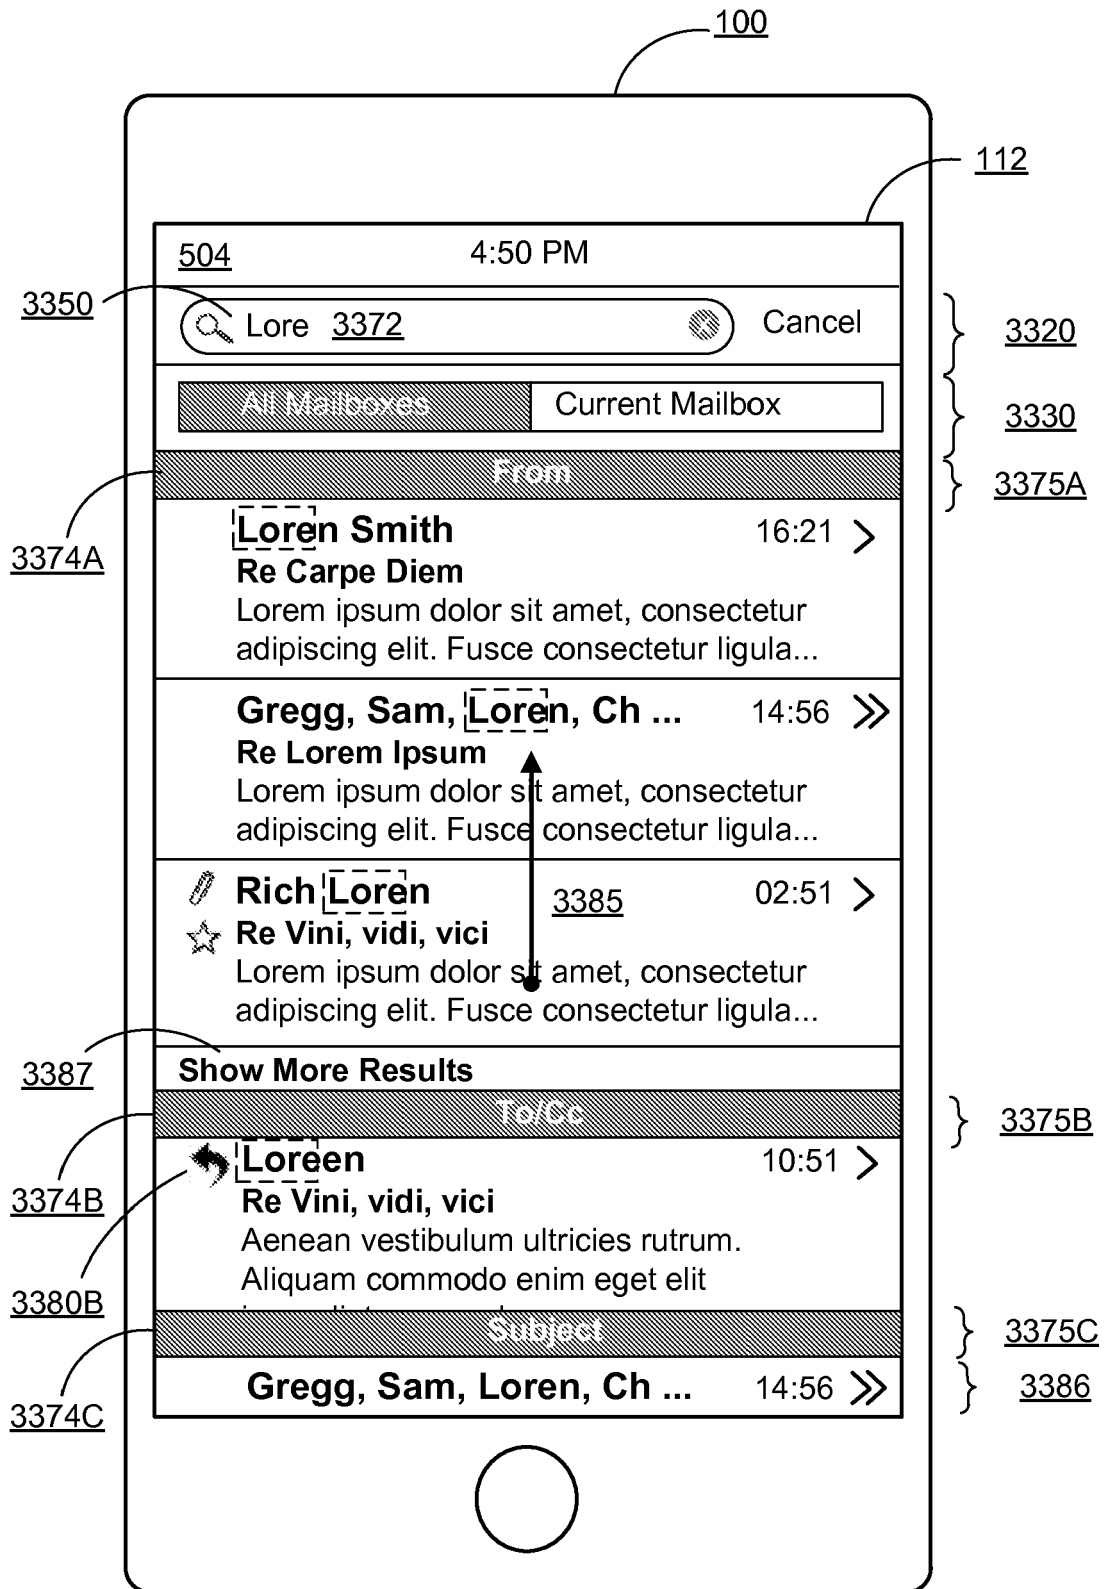 100
112
504 4:50 PM
3350 Lore 3372 Cancel 3320
All Mailboxes Current Mailbox 3330
From 3375A
3374A
Loren Smith 16:21
Re Carpe Diem
Lorem ipsum dolor sit amet, consectetur
adipiscing elit. Fusce consectetur ligula...
Gregg, Sam, Loren, Ch ... 14:56
Re Lorem Ipsum
Lorem ipsum dolor sit amet, consectetur
adipiscing elit. Fusce consectetur ligula...
Rich Loren 3385 02:51
Re Vini, vidi, vici
Lorem ipsum dolor sit amet, consectetur
adipiscing elit. Fusce consectetur ligula...
3387 Show More Results
To/Cc 3375B
3374B
Loreen 10:51
Re Vini, vidi, vici
Aenean vestibulum ultricies rutrum.
Aliquam commodo enim eget elit
3380B
Subject 3375C
3374C
Gregg, Sam, Loren, Ch ... 14:56 3386